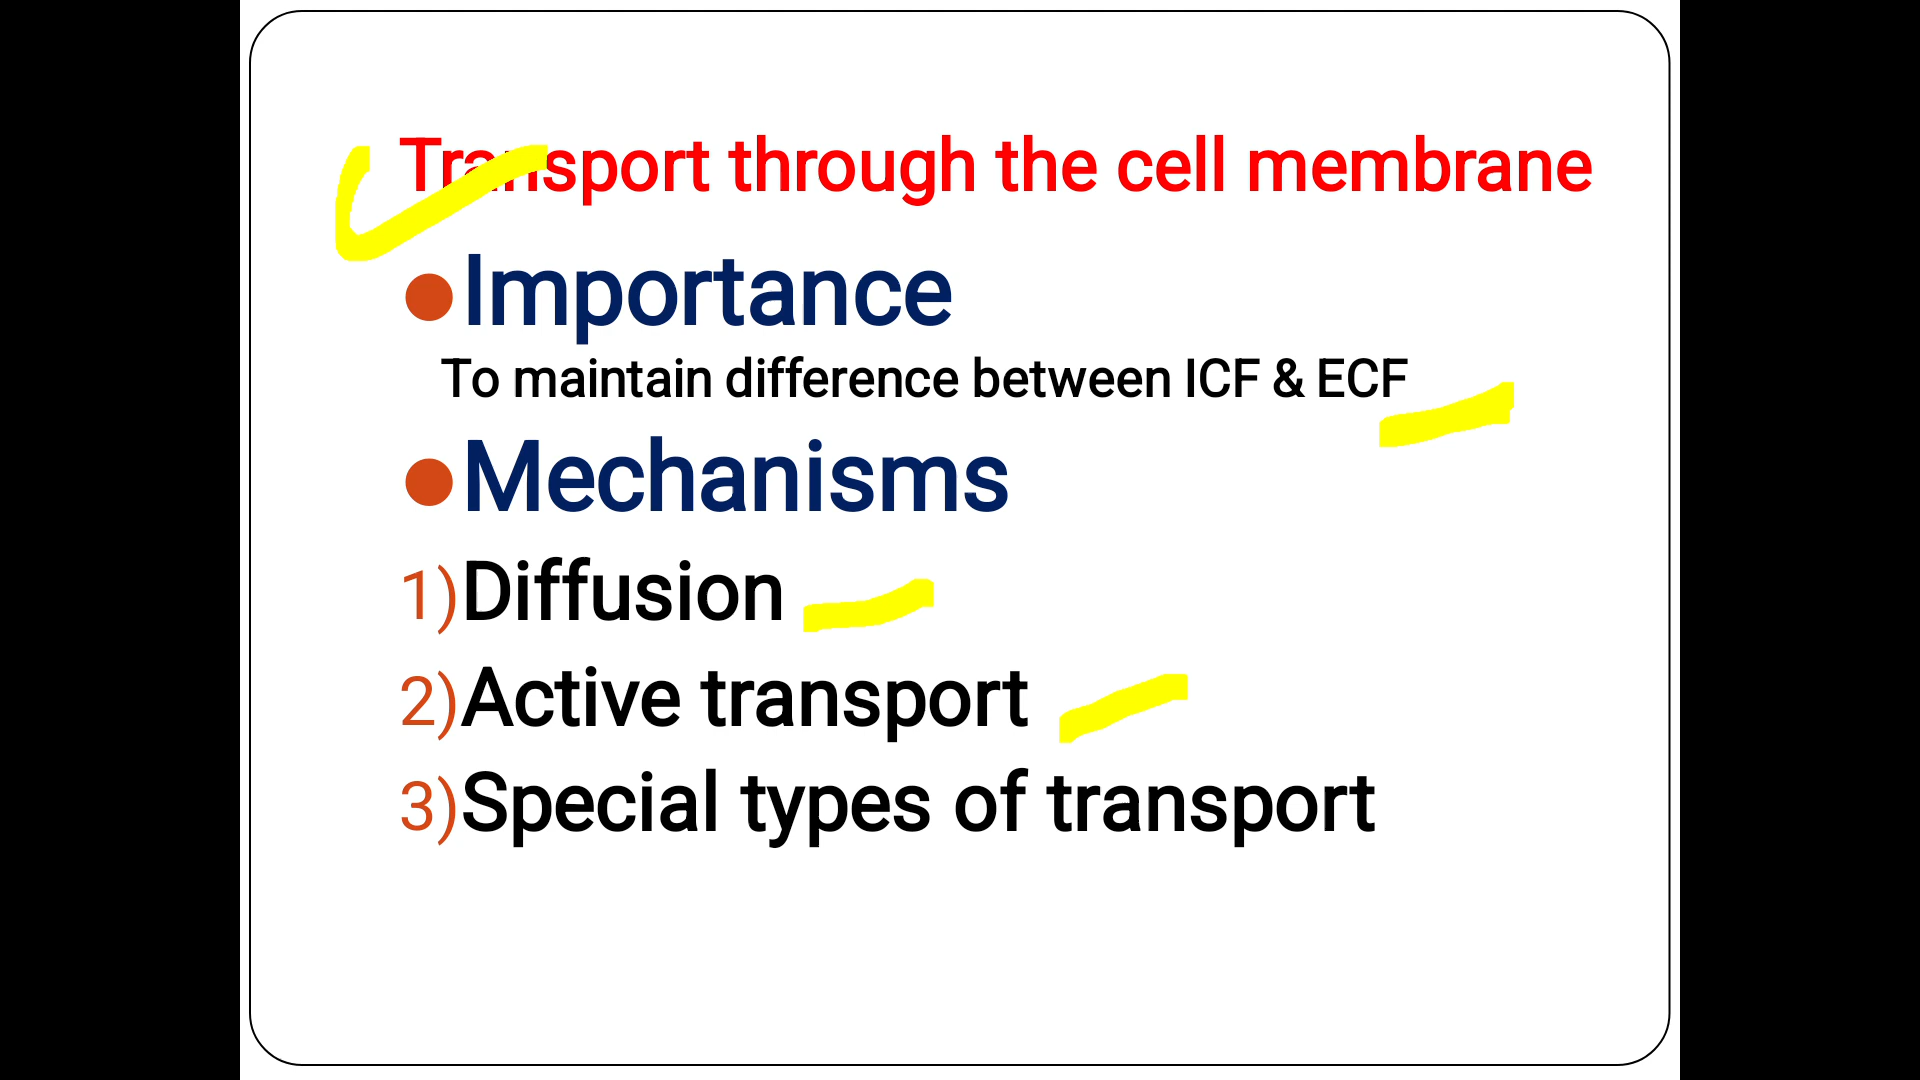 Transport through the cell membrane
●Importance
To maintain difference between ICF & ECF
●Mechanisms
1)Diffusion
2)Active transport
3)Special types of transport